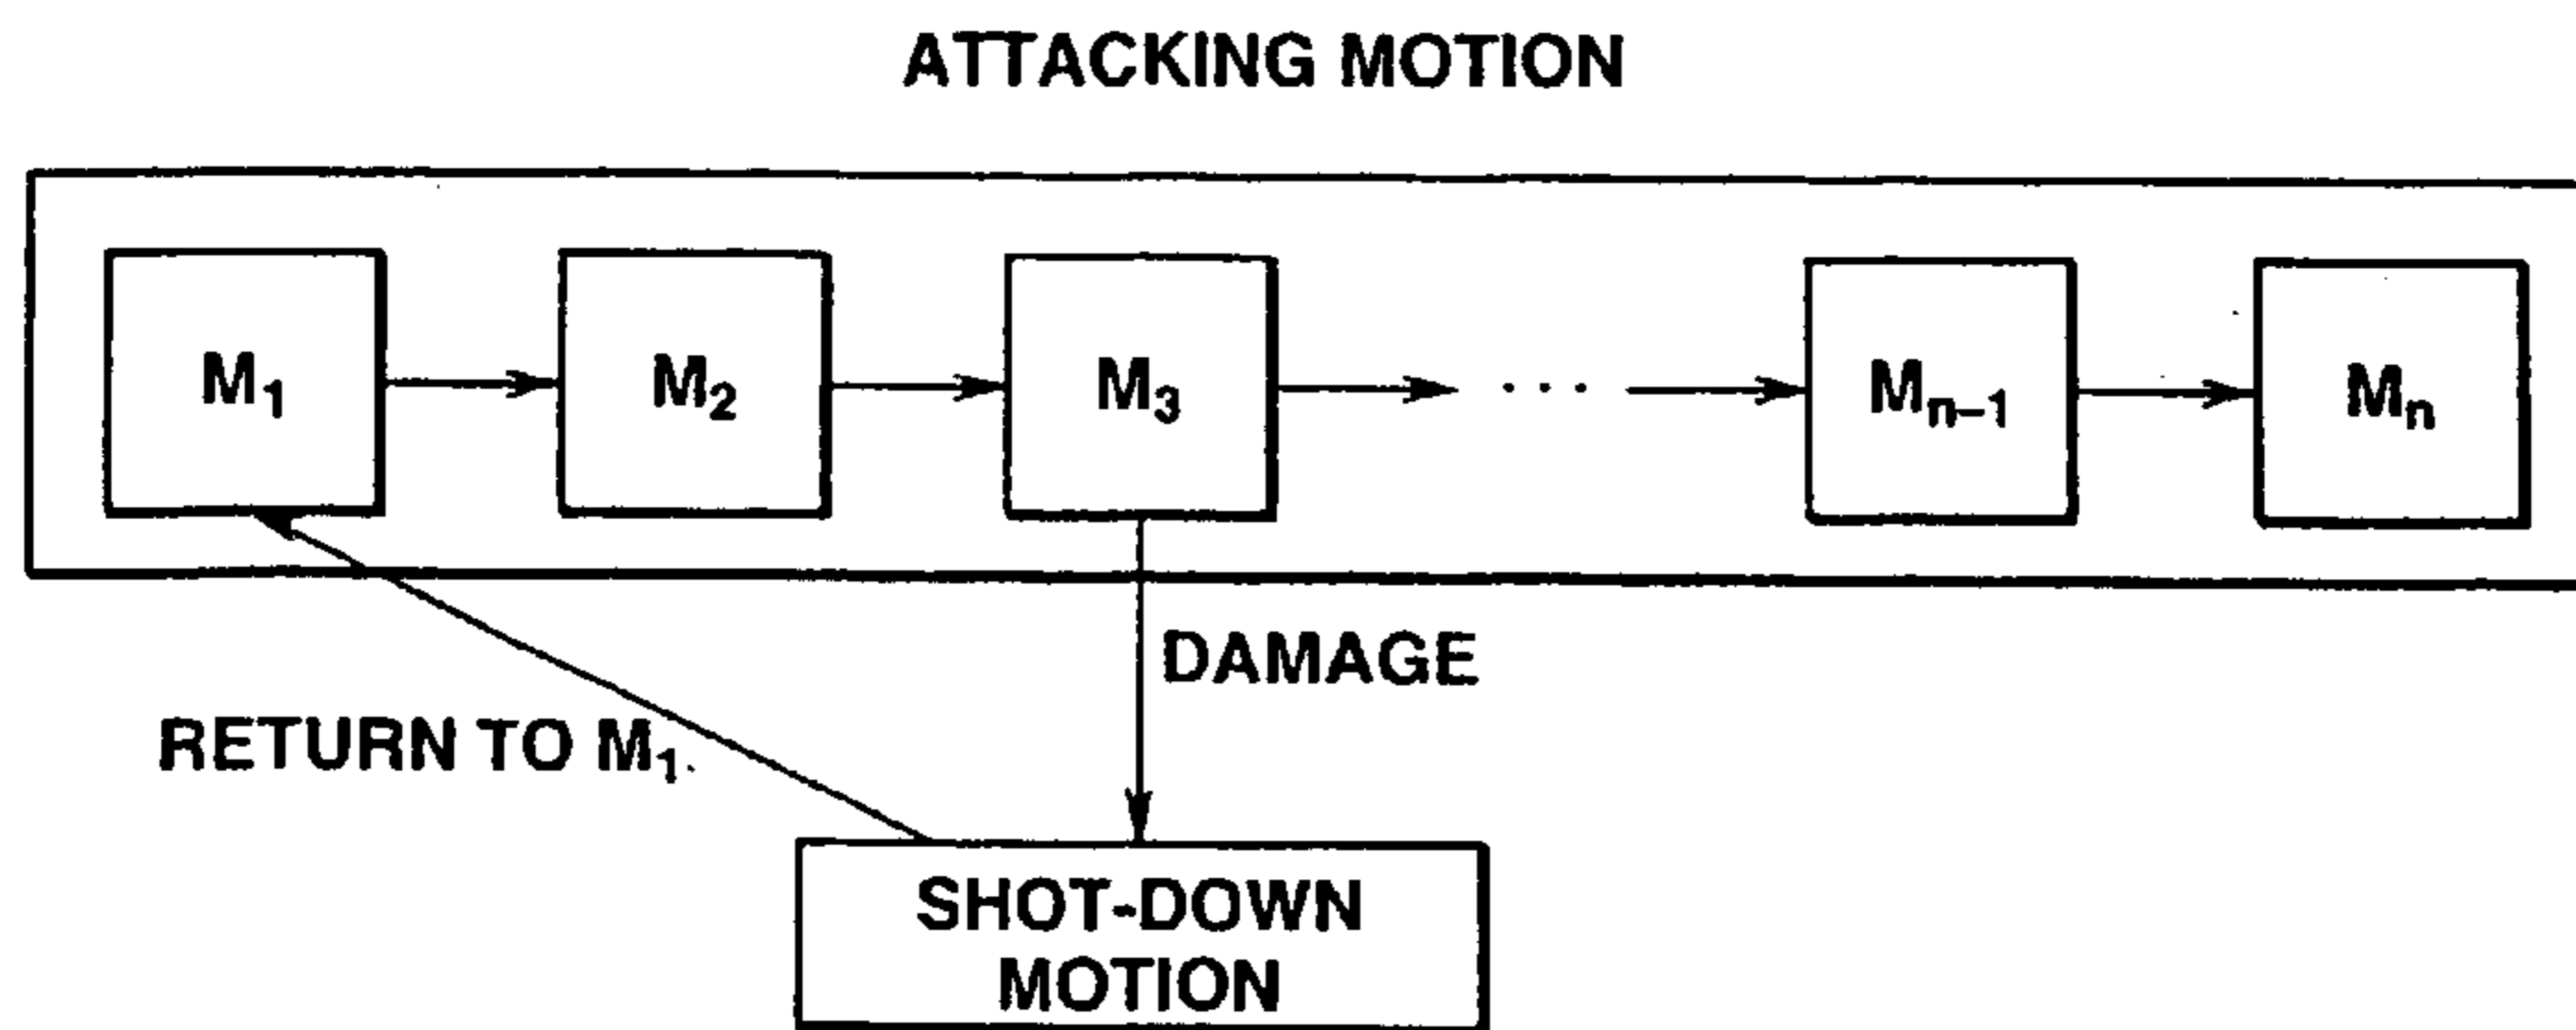 ATTACKING MOTION
M₁ M₂ M₃ · · · Mₙ₋₁ Mₙ
DAMAGE
RETURN TO M₁.
SHOT-DOWN
MOTION